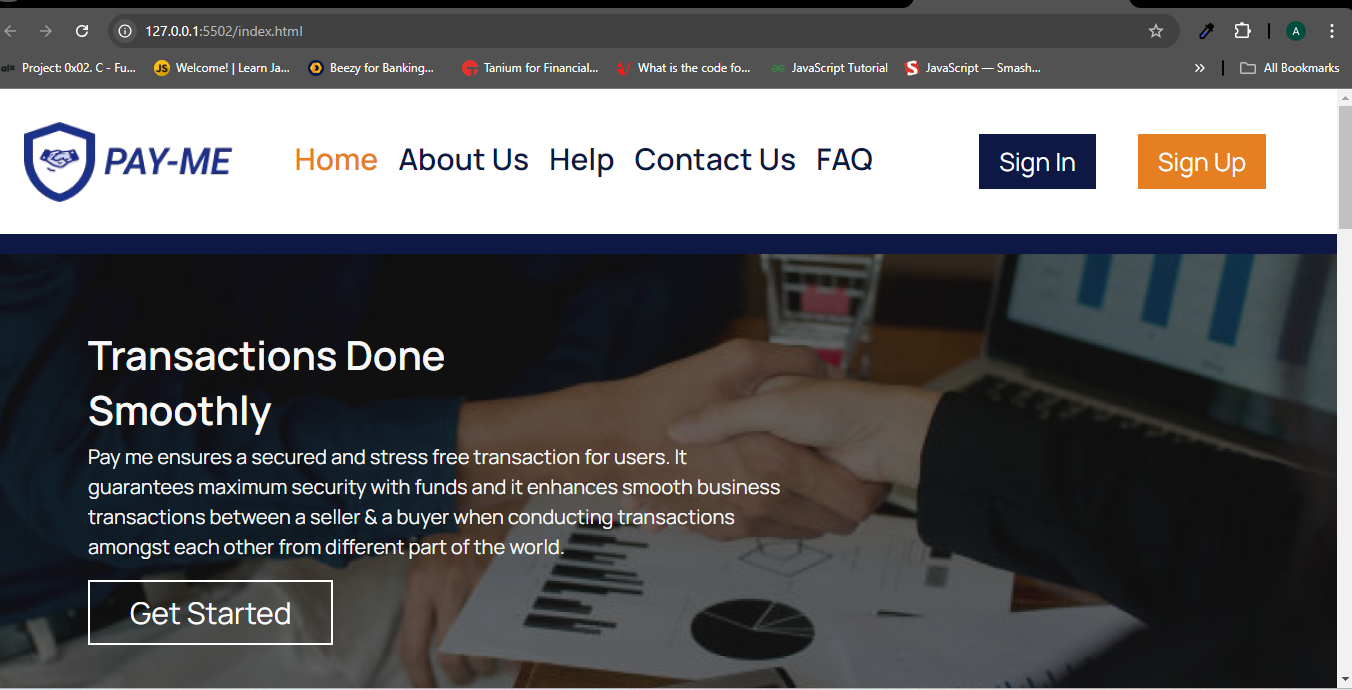 127.0.0.1:5502/index.html
A
alx Project: 0x02. C - Fu... JS Welcome! | Learn Ja... Beezy for Banking... Tanium for Financial... What is the code fo... JavaScript Tutorial S JavaScript — Smash... » All Bookmarks
PAY-ME Home About Us Help Contact Us FAQ Sign In Sign Up
Transactions Done
Smoothly
Pay me ensures a secured and stress free transaction for users. It
guarantees maximum security with funds and it enhances smooth business
transactions between a seller & a buyer when conducting transactions
amongst each other from different part of the world.
Get Started